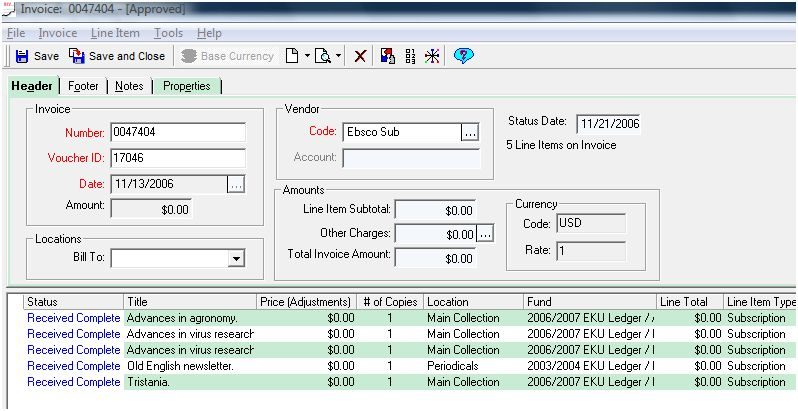 Invoice: 0047404 - [Approved]
File Invoice Line Item Tools Help
Save Save and Close Base Currency
Header Footer Notes Properties
Invoice
Number: 0047404
Voucher ID: 17046
Date: 11/13/2006 ...
Amount: $0.00
Locations
Bill To:
Vendor
Code: Ebsco Sub ...
Account:
Status Date: 11/21/2006
5 Line Items on Invoice
Amounts
Line Item Subtotal: $0.00
Other Charges: $0.00 ...
Total Invoice Amount: $0.00
Currency
Code: USD
Rate: 1
Status Title Price (Adjustments) # of Copies Location Fund Line Total Line Item Type
Received Complete Advances in agronomy. $0.00 1 Main Collection 2006/2007 EKU Ledger / $0.00 Subscription
Received Complete Advances in virus research $0.00 1 Main Collection 2006/2007 EKU Ledger / $0.00 Subscription
Received Complete Advances in virus research $0.00 1 Main Collection 2006/2007 EKU Ledger / $0.00 Subscription
Received Complete Old English newsletter. $0.00 1 Periodicals 2003/2004 EKU Ledger / $0.00 Subscription
Received Complete Tristania. $0.00 1 Main Collection 2006/2007 EKU Ledger / $0.00 Subscription